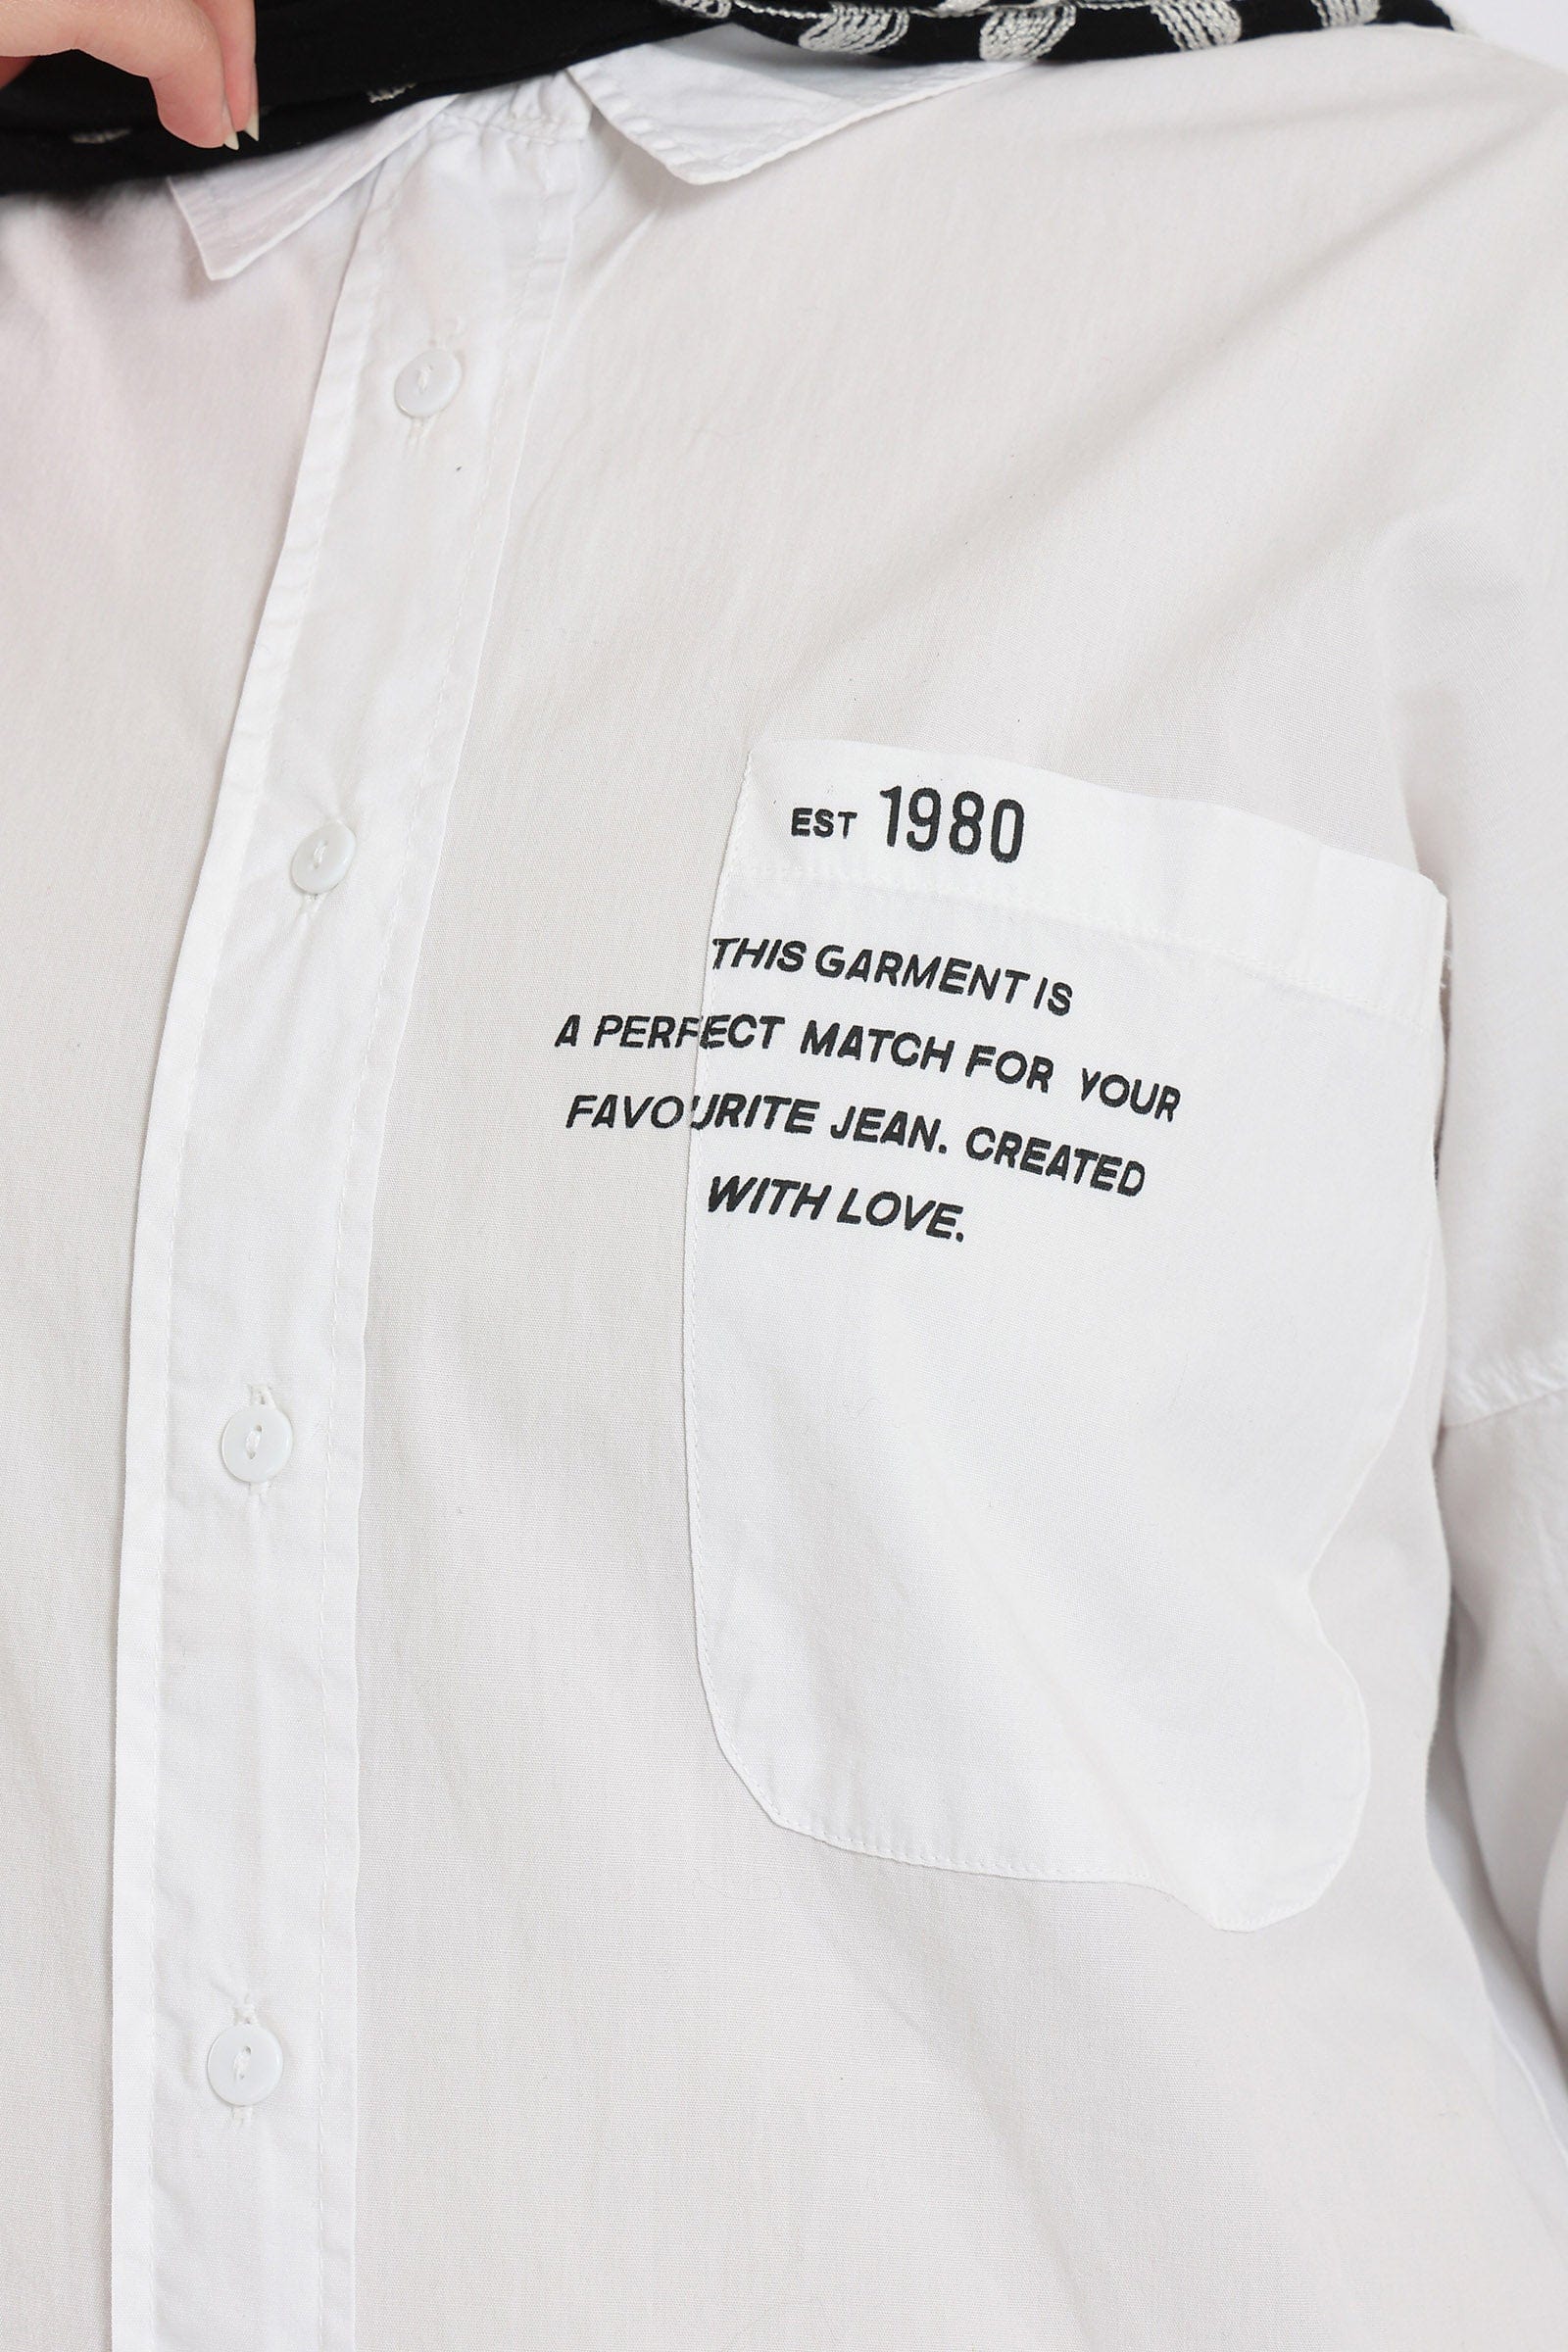 EST 1980
THIS GARMENT IS
A PERFECT MATCH FOR YOUR
FAVOURITE JEAN. CREATED
WITH LOVE.